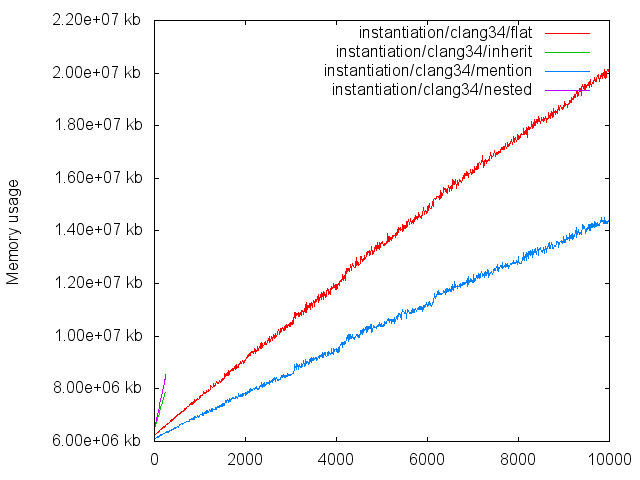 2.20e+07 kb
2.00e+07 kb
1.80e+07 kb
1.60e+07 kb
1.40e+07 kb
1.20e+07 kb
1.00e+07 kb
8.00e+06 kb
6.00e+06 kb
Memory usage
instantiation/clang34/flat
instantiation/clang34/inherit
instantiation/clang34/mention
instantiation/clang34/nested
0 2000 4000 6000 8000 10000